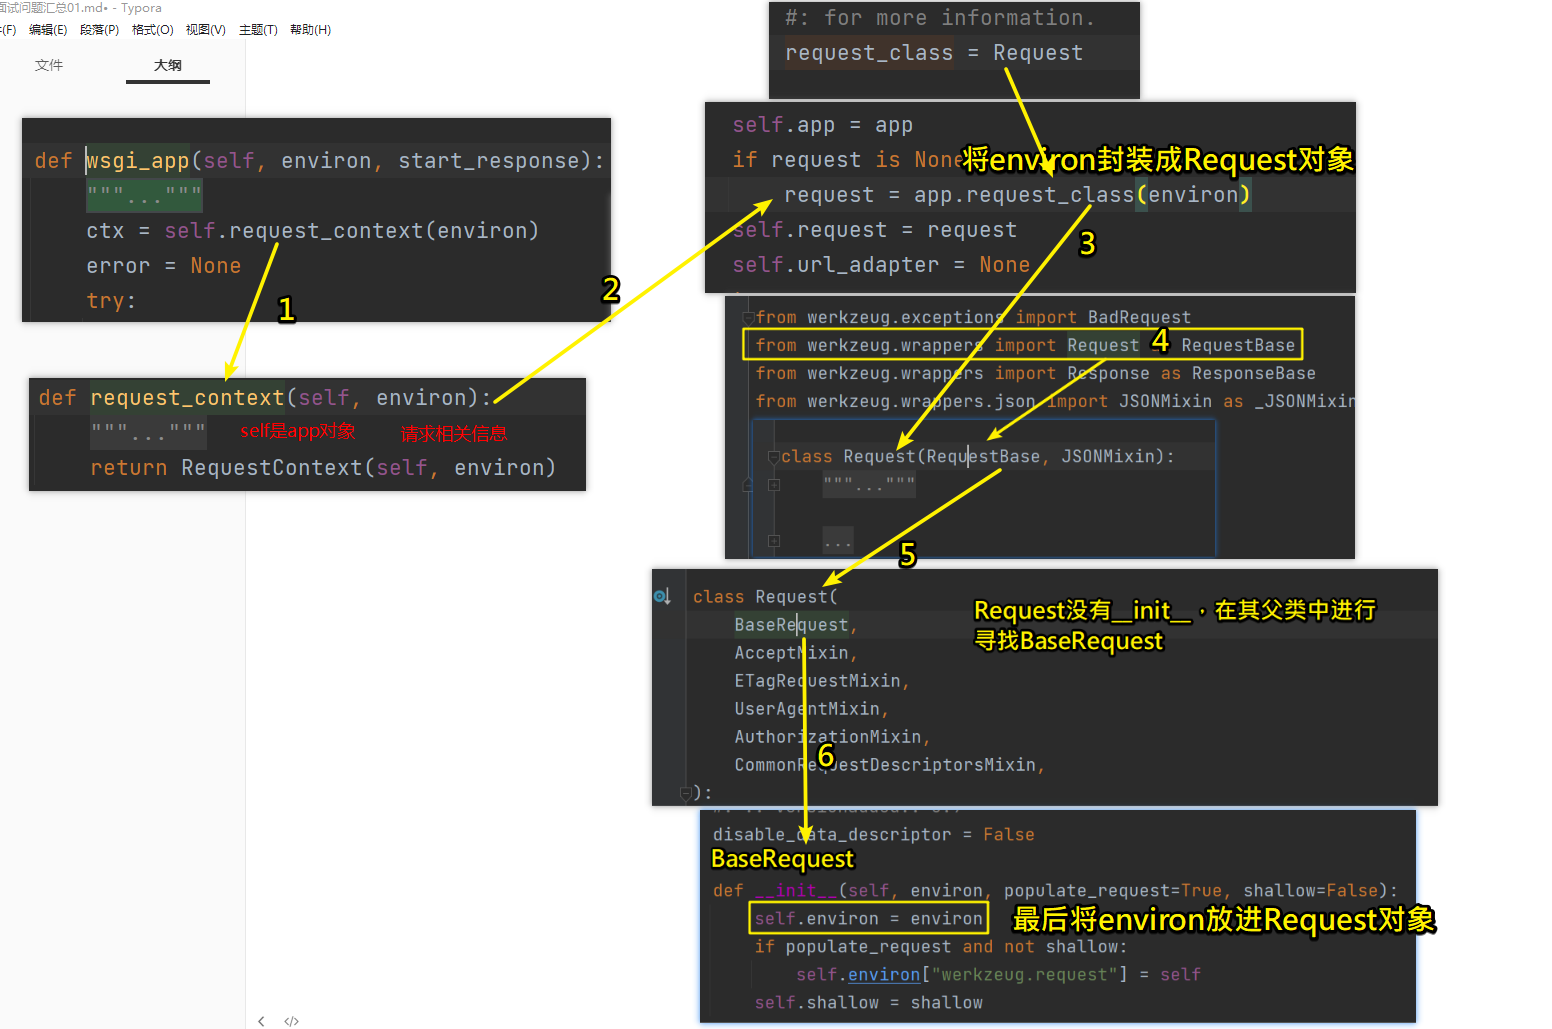 面试问题汇总01.md• - Typora
(F) 编辑(E) 段落(P) 格式(O) 视图(V) 主题(T) 帮助(H)
文件 大纲
def wsgi_app(self, environ, start_response):
"""..."""
ctx = self.request_context(environ)
error = None
try:
1
def request_context(self, environ):
"""..."""
self是app对象 请求相关信息
return RequestContext(self, environ)
2
#: for more information.
request_class = Request
self.app = app
if request is None
将environ封装成Request对象
request = app.request_class(environ)
self.request = request
3
self.url_adapter = None
from werkzeug.exceptions import BadRequest
from werkzeug.wrappers import Request 4 RequestBase
from werkzeug.wrappers import Response as ResponseBase
from werkzeug.wrappers.json import JSONMixin as _JSONMixin
class Request(RequestBase, JSONMixin):
"""..."""
...
5
class Request(
BaseRequest,
AcceptMixin,
ETagRequestMixin,
UserAgentMixin,
AuthorizationMixin,
CommonRequestDescriptorsMixin,
):
Request没有__init__，在其父类中进行
寻找BaseRequest
6
disable_data_descriptor = False
BaseRequest
def __init__(self, environ, populate_request=True, shallow=False):
self.environ = environ
最后将environ放进Request对象
if populate_request and not shallow:
self.environ["werkzeug.request"] = self
self.shallow = shallow
< </>